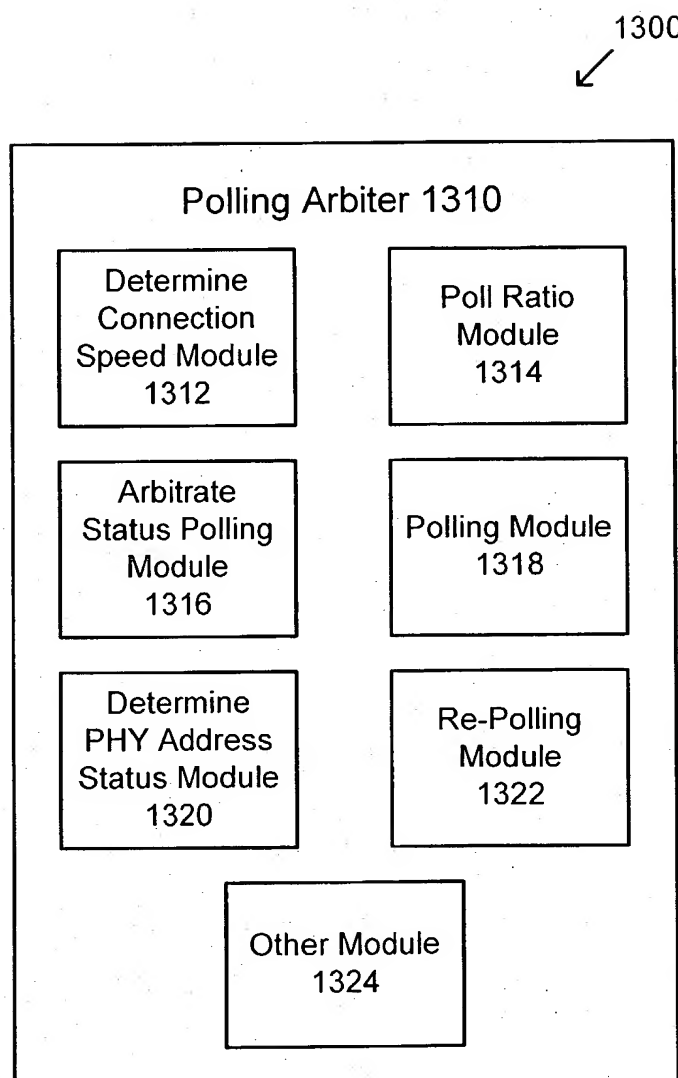 1300
Polling Arbiter 1310
Determine
Connection
Speed Module
1312
Poll Ratio
Module
1314
Arbitrate
Status Polling
Module
1316
Polling Module
1318
Determine
PHY Address
Status Module
1320
Re-Polling
Module
1322
Other Module
1324